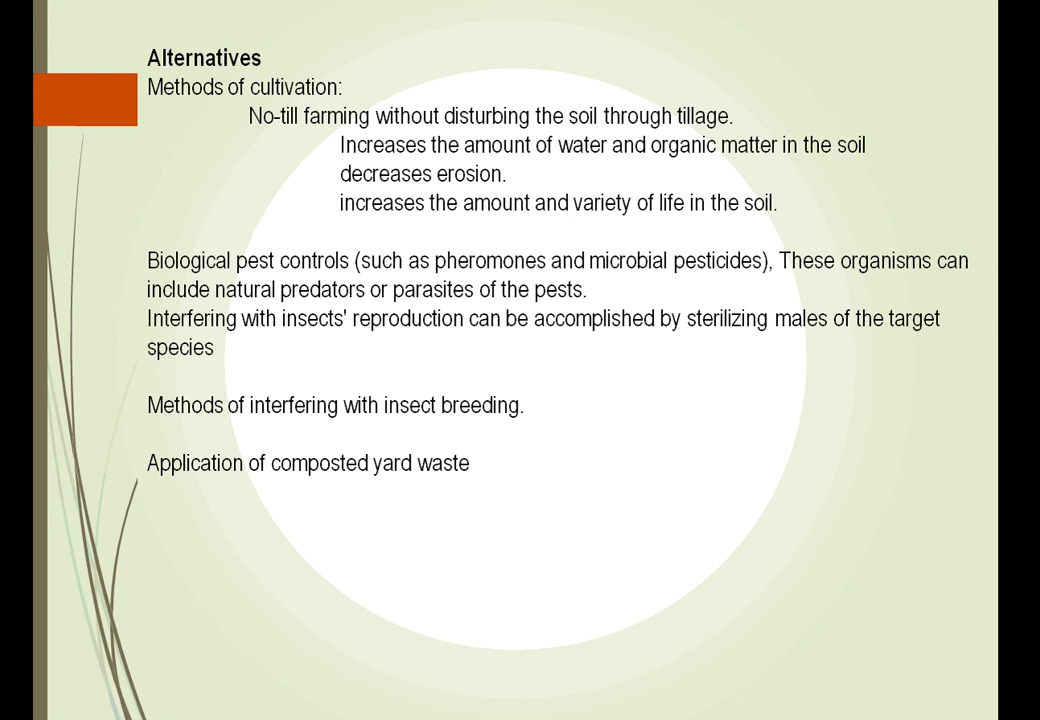 Alternatives
Methods of cultivation:
No-till farming without disturbing the soil through tillage.
Increases the amount of water and organic matter in the soil
decreases erosion.
increases the amount and variety of life in the soil.
Biological pest controls (such as pheromones and microbial pesticides), These organisms can
include natural predators or parasites of the pests.
Interfering with insects' reproduction can be accomplished by sterilizing males of the target
species
Methods of interfering with insect breeding.
Application of composted yard waste